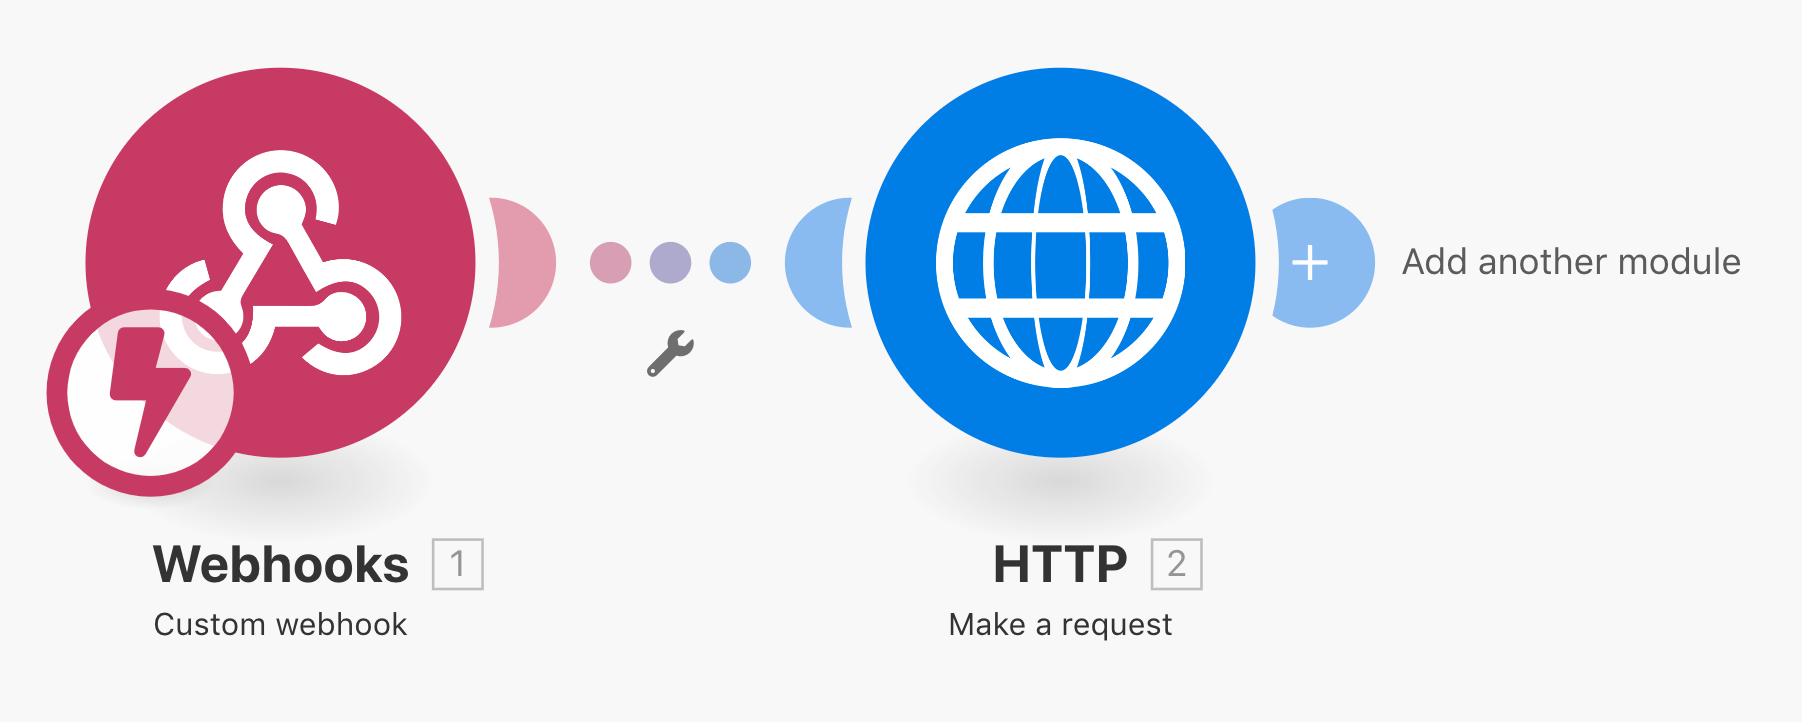 Add another module
Webhooks 1
Custom webhook
HTTP 2
Make a request